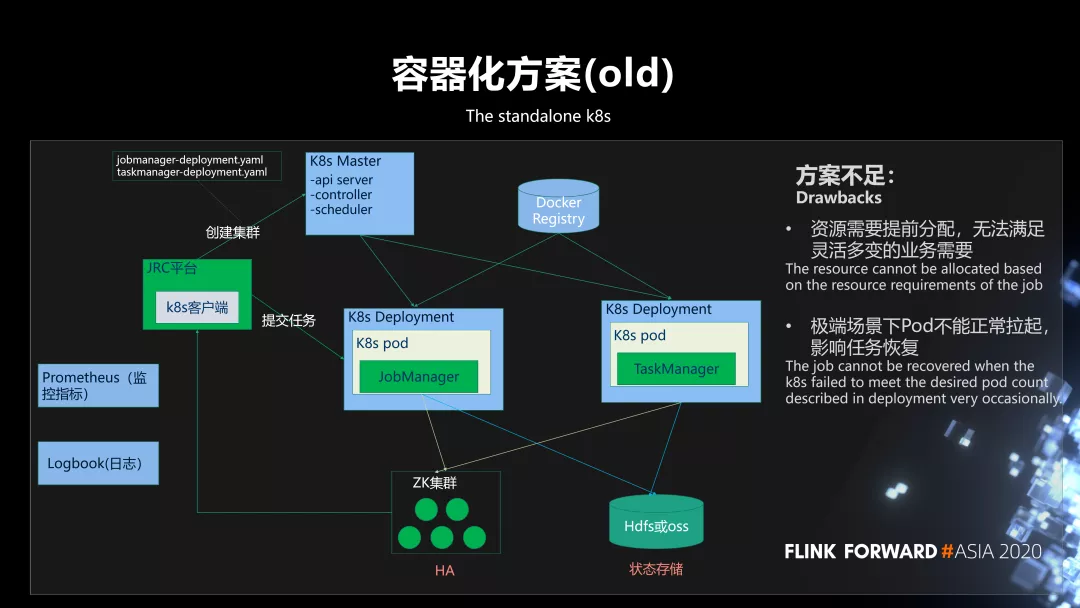 容器化方案(old)
The standalone k8s
jobmanager-deployment.yaml
taskmanager-deployment.yaml
K8s Master
-api server
-controller
-scheduler
Docker
Registry
创建集群
JRC平台
k8s客户端
提交任务
K8s Deployment
K8s pod
JobManager
K8s Deployment
K8s pod
TaskManager
Prometheus（监
控指标）
Logbook(日志）
ZK集群
HA
Hdfs或oss
状态存储
方案不足：
Drawbacks
• 资源需要提前分配，无法满足
灵活多变的业务需要
The resource cannot be allocated based
on the resource requirements of the job
• 极端场景下Pod不能正常拉起，
影响任务恢复
The job cannot be recovered when the
k8s failed to meet the desired pod count
described in deployment very occasionally.
FLINK FORWARD #ASIA 2020